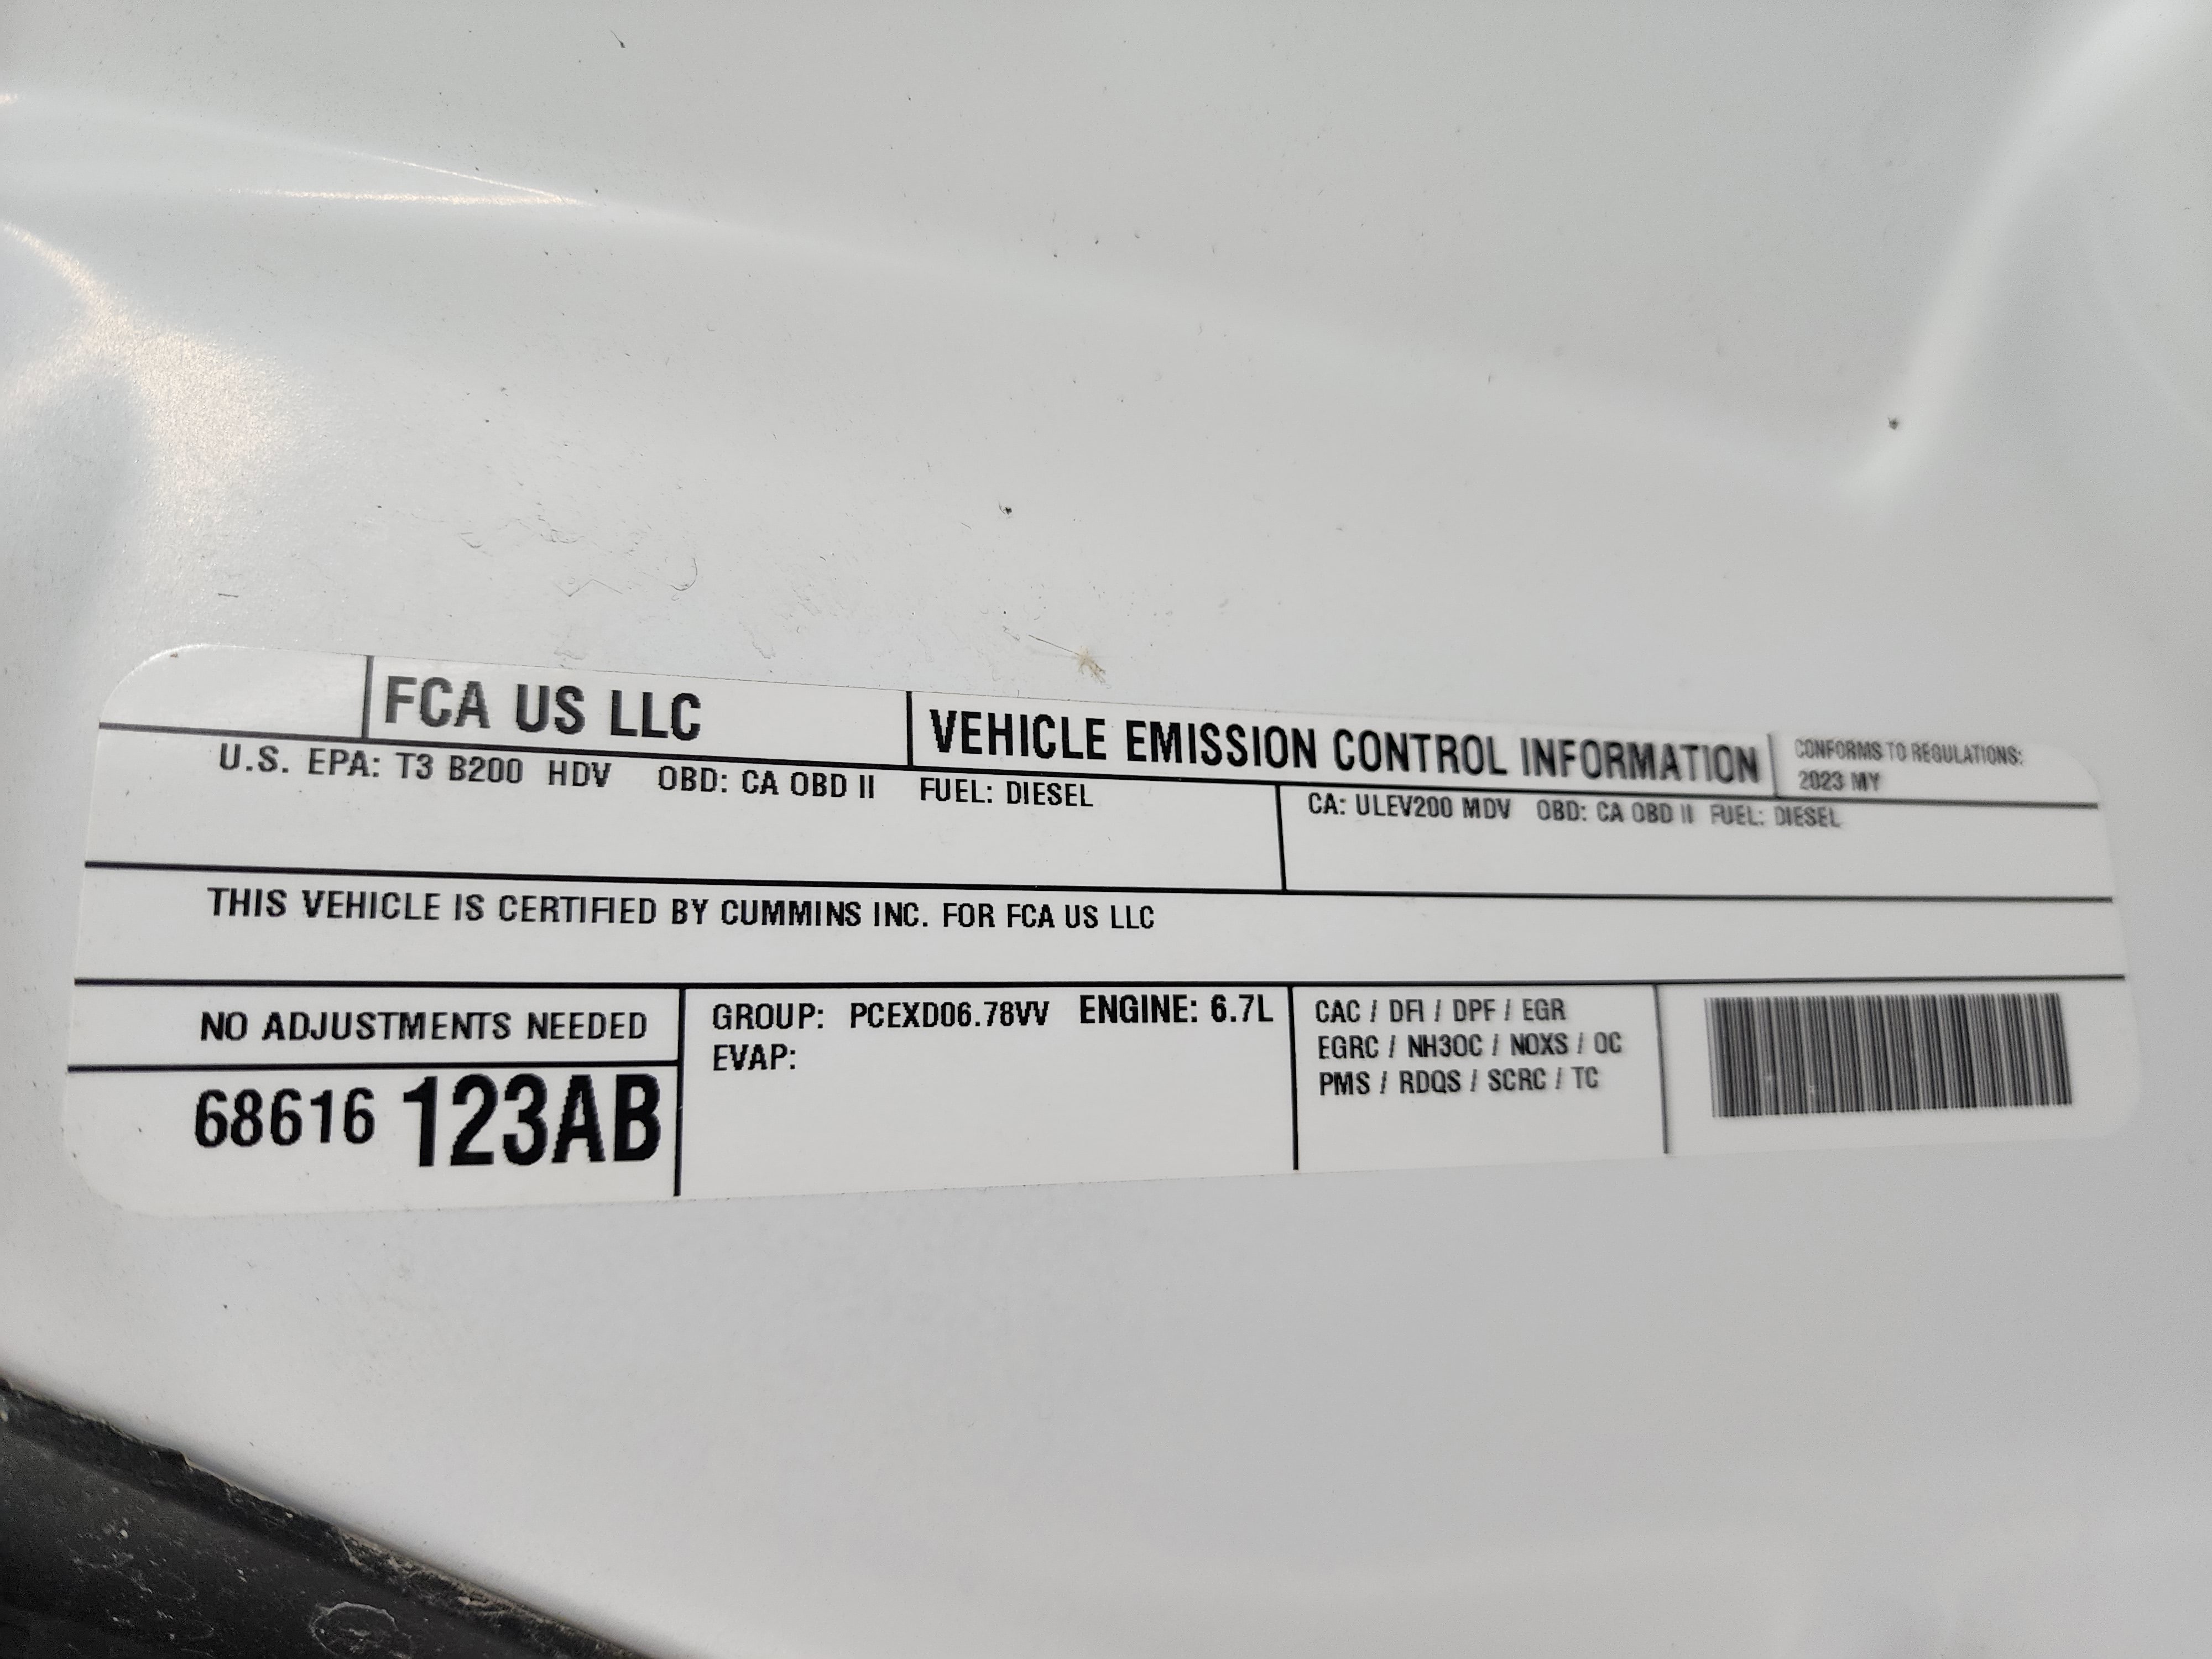 FCA US LLC
VEHICLE EMISSION CONTROL INFORMATION
CONFORMS TO REGULATIONS:
2023 MY
U.S. EPA: T3 B200 HDV OBD: CA OBD II FUEL: DIESEL
CA: ULEV200 MDV OBD: CA OBD II FUEL: DIESEL
THIS VEHICLE IS CERTIFIED BY CUMMINS INC. FOR FCA US LLC
NO ADJUSTMENTS NEEDED
68616 123AB
GROUP: PCEXD06.78VV ENGINE: 6.7L
EVAP:
CAC / DFI / DPF / EGR
EGRC / NH3OC / NOXS / OC
PMS / RDQS / SCRC / TC